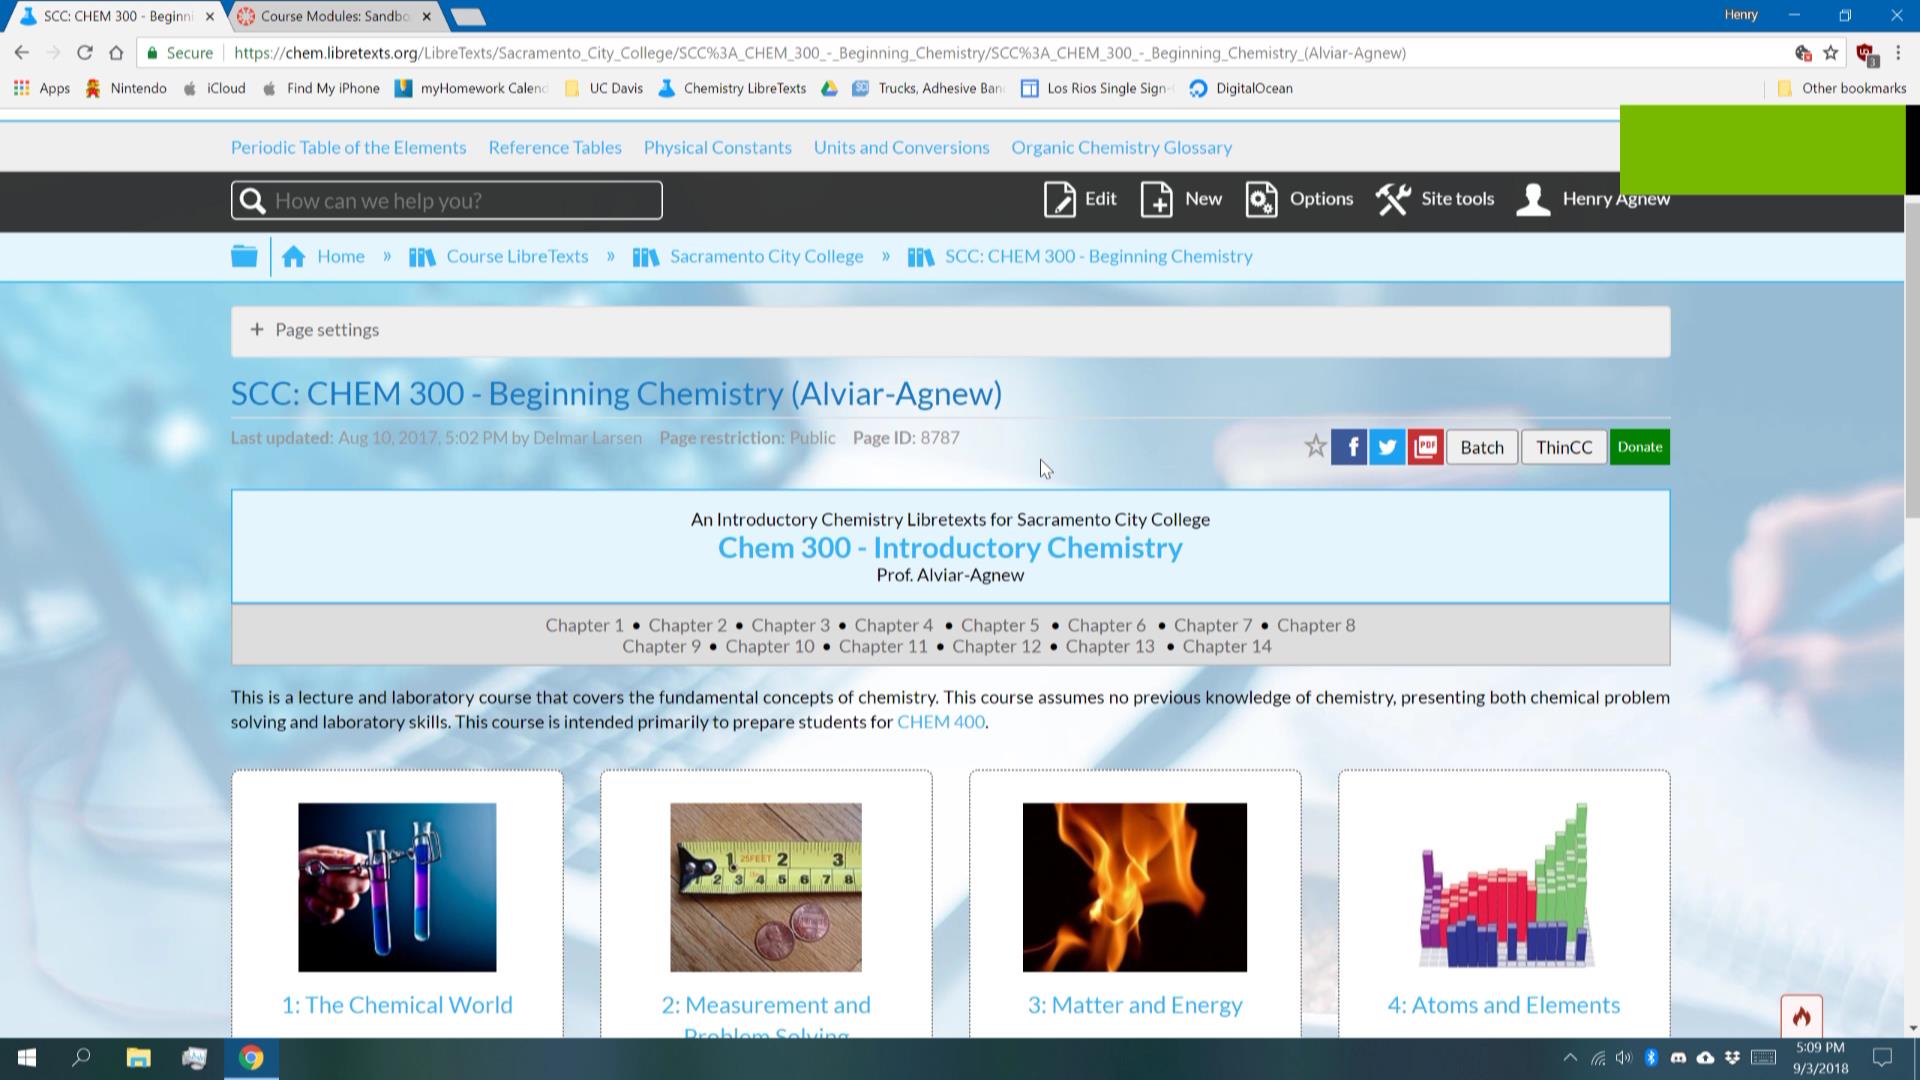 SCC: CHEM 300 - Beginni
Course Modules: Sandbo
Henry
Secure
https://chem.libretexts.org/LibreTexts/Sacramento_City_College/SCC%3A_CHEM_300_-_Beginning_Chemistry/SCC%3A_CHEM_300_-_Beginning_Chemistry_(Alviar-Agnew)
3
Apps Nintendo iCloud Find My iPhone myHomework Calend UC Davis Chemistry LibreTexts SCI Trucks, Adhesive Ban Los Rios Single Sign- DigitalOcean Other bookmarks
Periodic Table of the Elements Reference Tables Physical Constants Units and Conversions Organic Chemistry Glossary
How can we help you? Edit New Options Site tools Henry Agnew
Home » Course LibreTexts » Sacramento City College » SCC: CHEM 300 - Beginning Chemistry
+ Page settings
SCC: CHEM 300 - Beginning Chemistry (Alviar-Agnew)
Last updated: Aug 10, 2017, 5:02 PM by Delmar Larsen Page restriction: Public Page ID: 8787
PDF Batch ThinCC Donate
An Introductory Chemistry Libretexts for Sacramento City College
Chem 300 - Introductory Chemistry
Prof. Alviar-Agnew
Chapter 1 • Chapter 2 • Chapter 3 • Chapter 4 • Chapter 5 • Chapter 6 • Chapter 7 • Chapter 8
Chapter 9 • Chapter 10 • Chapter 11 • Chapter 12 • Chapter 13 • Chapter 14
This is a lecture and laboratory course that covers the fundamental concepts of chemistry. This course assumes no previous knowledge of chemistry, presenting both chemical problem
solving and laboratory skills. This course is intended primarily to prepare students for CHEM 400.
1 25FEET 2 3
1 2 3 4 5 6 7 8
1: The Chemical World
2: Measurement and
Problem Solving
3: Matter and Energy
4: Atoms and Elements
5:09 PM
9/3/2018